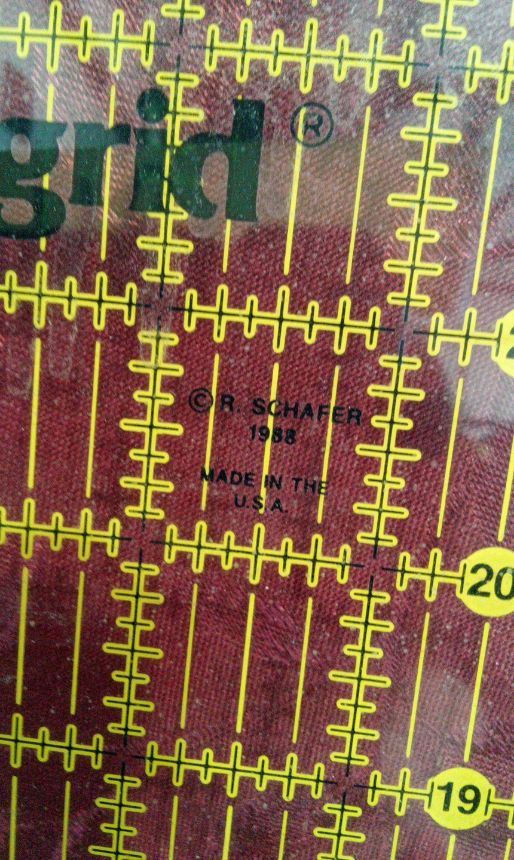 grid ®
© R. SCHAFER
1988
MADE IN THE
U.S.A.
20
19